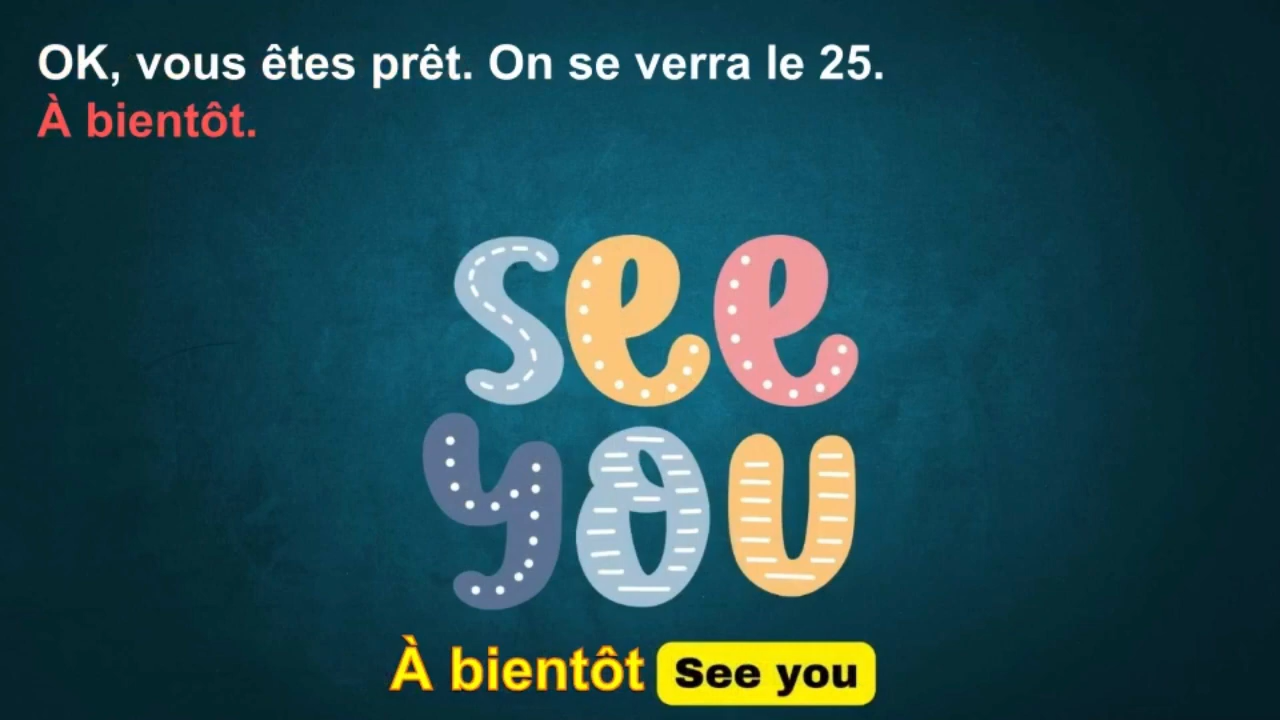 OK, vous êtes prêt. On se verra le 25.
À bientôt.
see
you
À bientôt See you